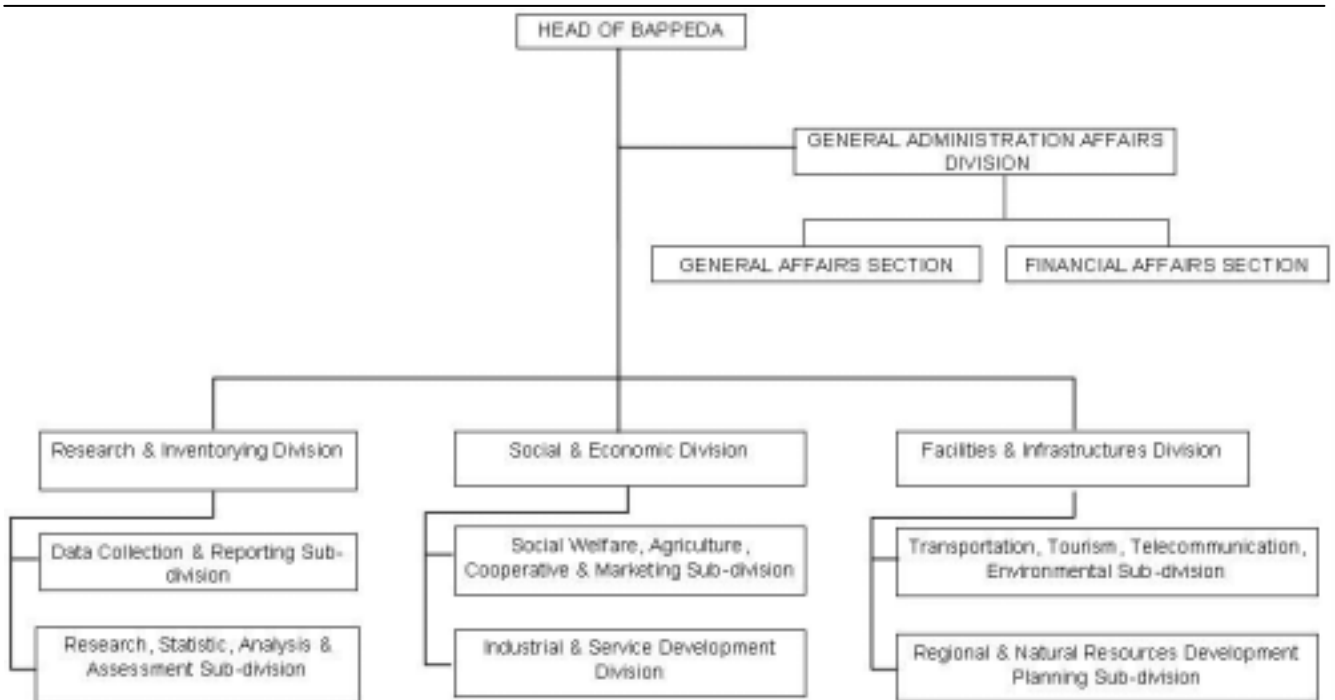 HEAD OF BAPPEDA
GENERAL ADMINISTRATION AFFAIRS
DIVISION
GENERAL AFFAIRS SECTION
FINANCIAL AFFAIRS SECTION
Research & Inventorying Division
Social & Economic Division
Facilities & Infrastructures Division
Data Collection & Reporting Sub-
division
Social Welfare, Agriculture,
Cooperative & Marketing Sub-division
Transportation, Tourism, Telecommunication,
Environmental Sub-division
Research, Statistic, Analysis &
Assessment Sub-division
Industrial & Service Development
Division
Regional & Natural Resources Development
Planning Sub-division